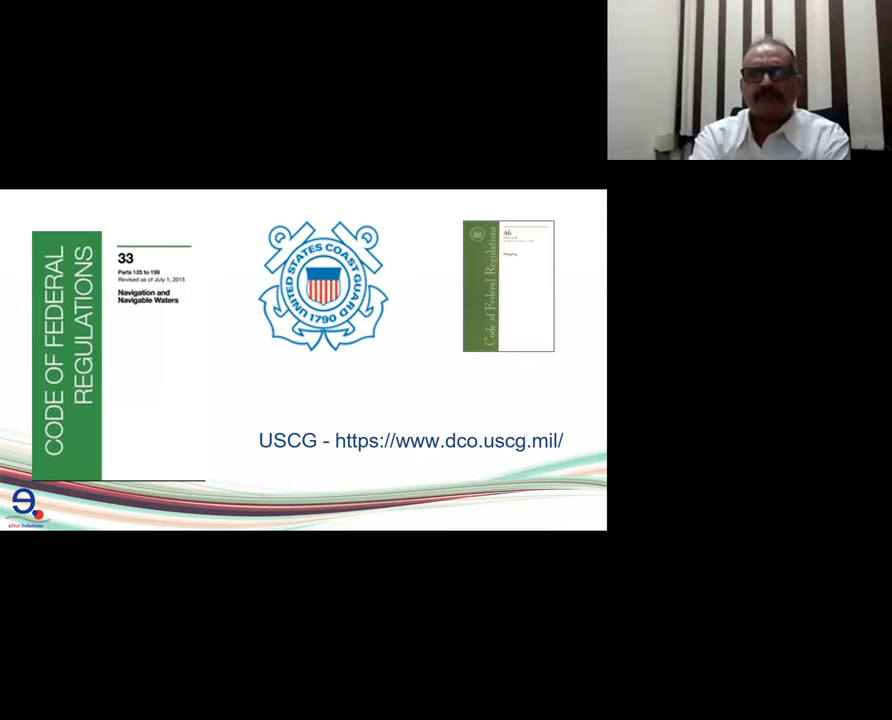 CODE OF FEDERAL
REGULATIONS
33
Parts 125 to 199
Revised as of July 1, 2015
Navigation and
Navigable Waters
UNITED STATES COAST GUARD
1790
Code of Federal Regulations
46
Shipping
USCG - https://www.dco.uscg.mil/
eDot Solutions